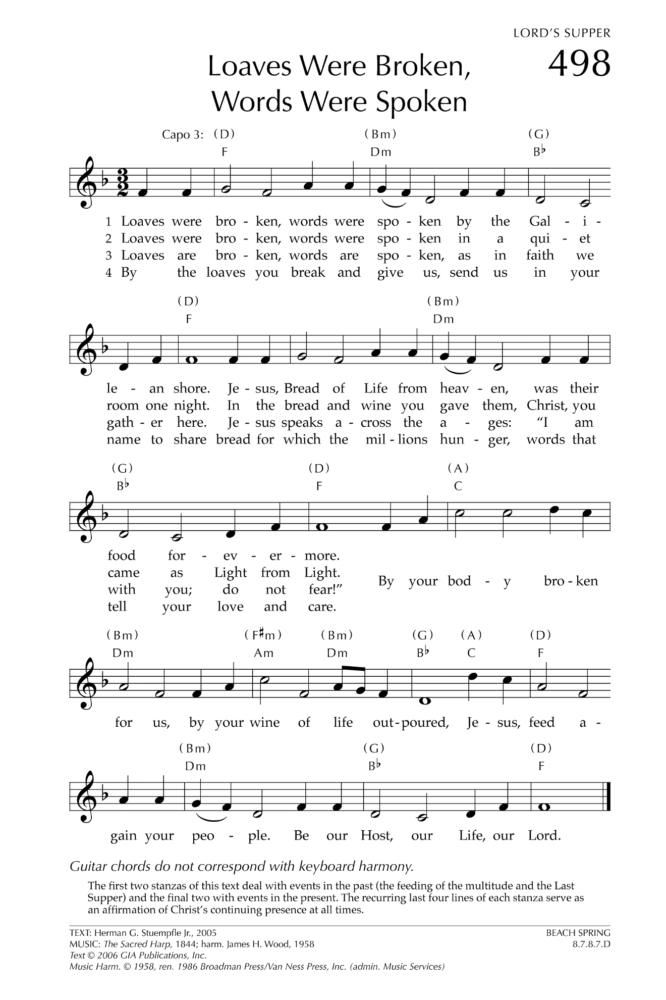 LORD'S SUPPER
498
Loaves Were Broken,
Words Were Spoken
Capo 3: (D) (Bm) (G)
F Dm B♭
3
2
1 Loaves were bro - ken, words were spo - ken by the Gal - i -
2 Loaves were bro - ken, words were spo - ken in a qui - et
3 Loaves are bro - ken, words are spo - ken, as in faith we
4 By the loaves you break and give us, send us in your
(D) (Bm)
F Dm
le - an shore. Je - sus, Bread of Life from heav - en, was their
room one night. In the bread and wine you gave them, Christ, you
gath - er here. Je - sus speaks a - cross the a - ges: “I am
name to share bread for which the mil - lions hun - ger, words that
(G) (D) (A)
B♭ F C
food for - ev - er - more.
came as Light from Light.
By your bod - y bro - ken
with you; do not fear!”
tell your love and care.
(Bm) (F♯m) (Bm) (G) (A) (D)
Dm Am Dm B♭ C F
for us, by your wine of life out - poured, Je - sus, feed a -
(Bm) (G) (D)
Dm B♭ F
gain your peo - ple. Be our Host, our Life, our Lord.
Guitar chords do not correspond with keyboard harmony.
The first two stanzas of this text deal with events in the past (the feeding of the multitude and the Last
Supper) and the final two with events in the present. The recurring last four lines of each stanza serve as
an affirmation of Christ's continuing presence at all times.
TEXT: Herman G. Stuempfle Jr., 2005 BEACH SPRING
MUSIC: The Sacred Harp, 1844; harm. James H. Wood, 1958 8.7.8.7.D
Text © 2006 GIA Publications, Inc.
Music Harm. © 1958, ren. 1986 Broadman Press/Van Ness Press, Inc. (admin. Music Services)